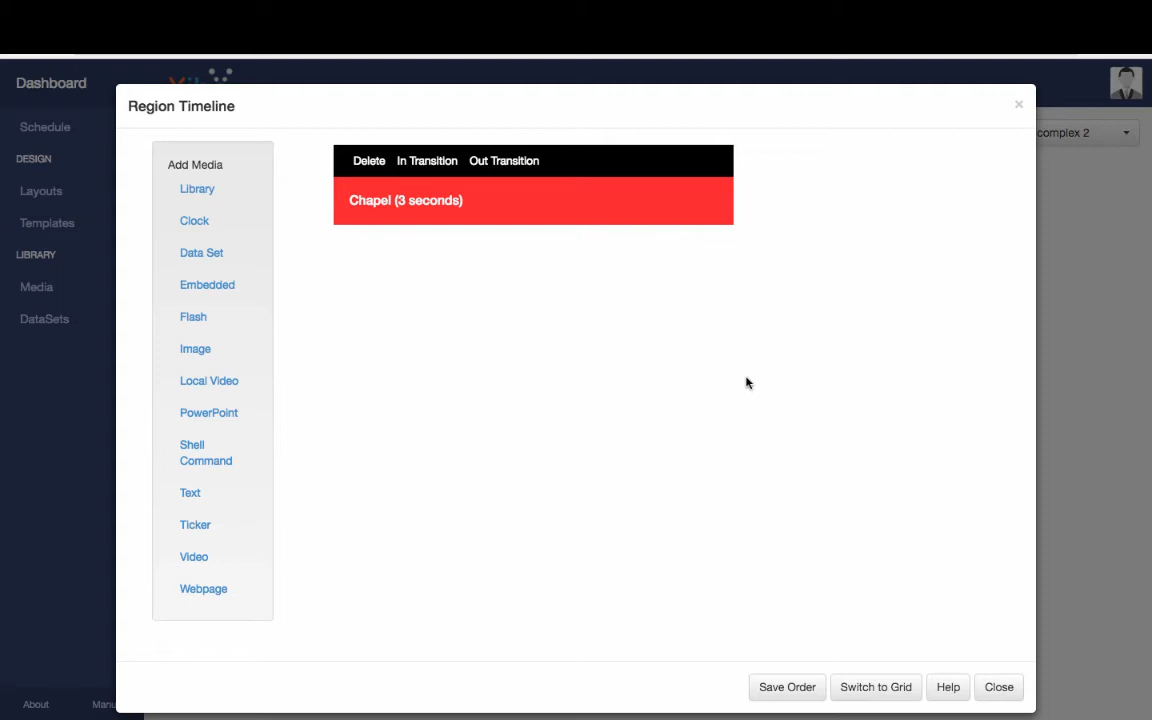 Dashboard
Region Timeline
×
Schedule
complex 2
DESIGN
Layouts
Templates
LIBRARY
Media
DataSets
Add Media
Library
Clock
Data Set
Embedded
Flash
Image
Local Video
PowerPoint
Shell
Command
Text
Ticker
Video
Webpage
Delete In Transition Out Transition
Chapel (3 seconds)
Save Order Switch to Grid Help Close
About Manu